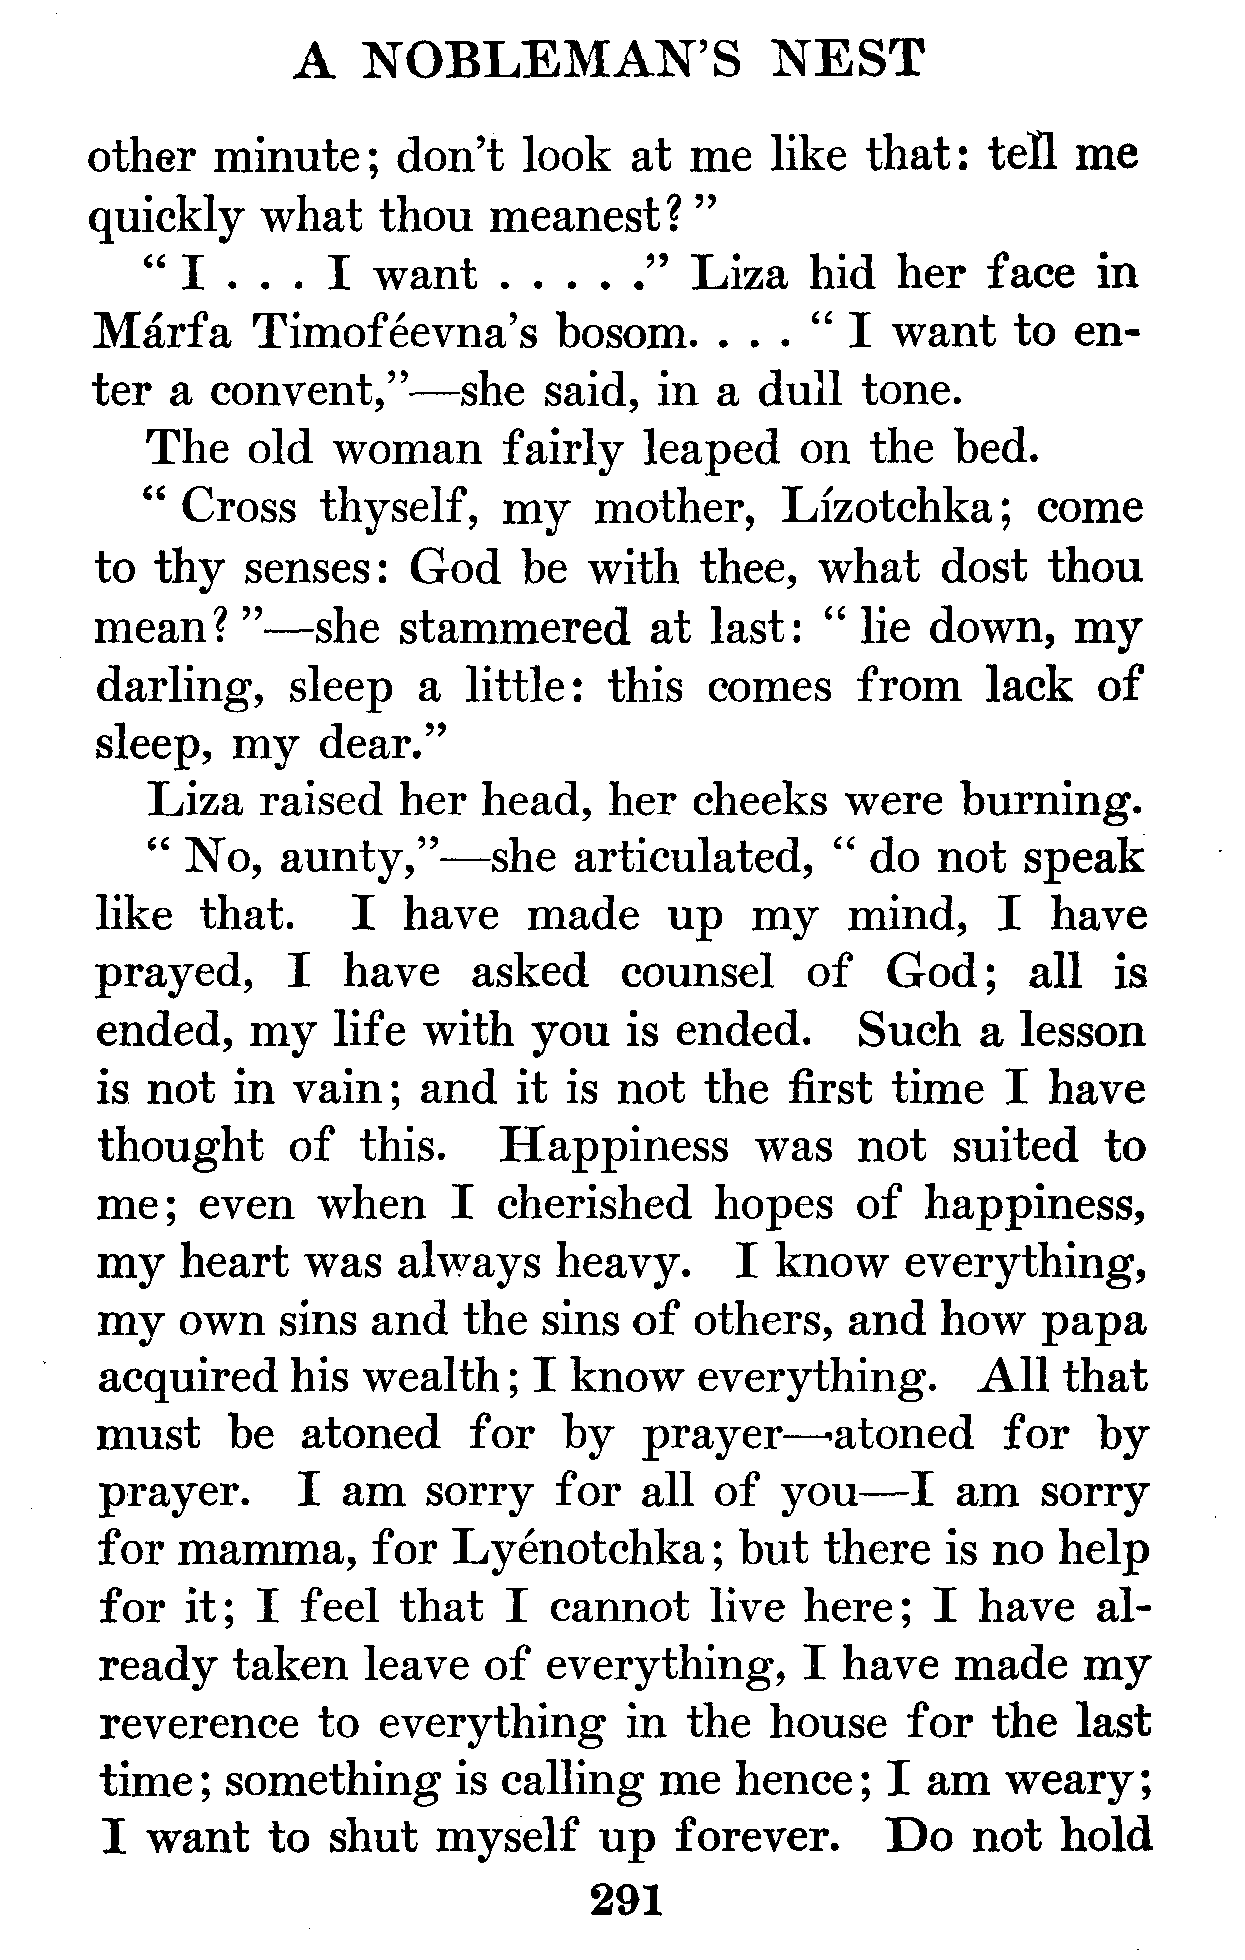 A NOBLEMAN'S NEST
other minute; don't look at me like that: tell me
quickly what thou meanest?"
" I . . . I want . . . . ." Liza hid her face in
Márfa Timoféevna's bosom. . . . " I want to en-
ter a convent,"—she said, in a dull tone.
The old woman fairly leaped on the bed.
" Cross thyself, my mother, Lízotchka; come
to thy senses: God be with thee, what dost thou
mean?"—she stammered at last: " lie down, my
darling, sleep a little: this comes from lack of
sleep, my dear."
Liza raised her head, her cheeks were burning.
" No, aunty,"—she articulated, " do not speak
like that. I have made up my mind, I have
prayed, I have asked counsel of God; all is
ended, my life with you is ended. Such a lesson
is not in vain; and it is not the first time I have
thought of this. Happiness was not suited to
me; even when I cherished hopes of happiness,
my heart was always heavy. I know everything,
my own sins and the sins of others, and how papa
acquired his wealth; I know everything. All that
must be atoned for by prayer—atoned for by
prayer. I am sorry for all of you—I am sorry
for mamma, for Lyénotchka; but there is no help
for it; I feel that I cannot live here; I have al-
ready taken leave of everything, I have made my
reverence to everything in the house for the last
time; something is calling me hence; I am weary;
I want to shut myself up forever. Do not hold
291